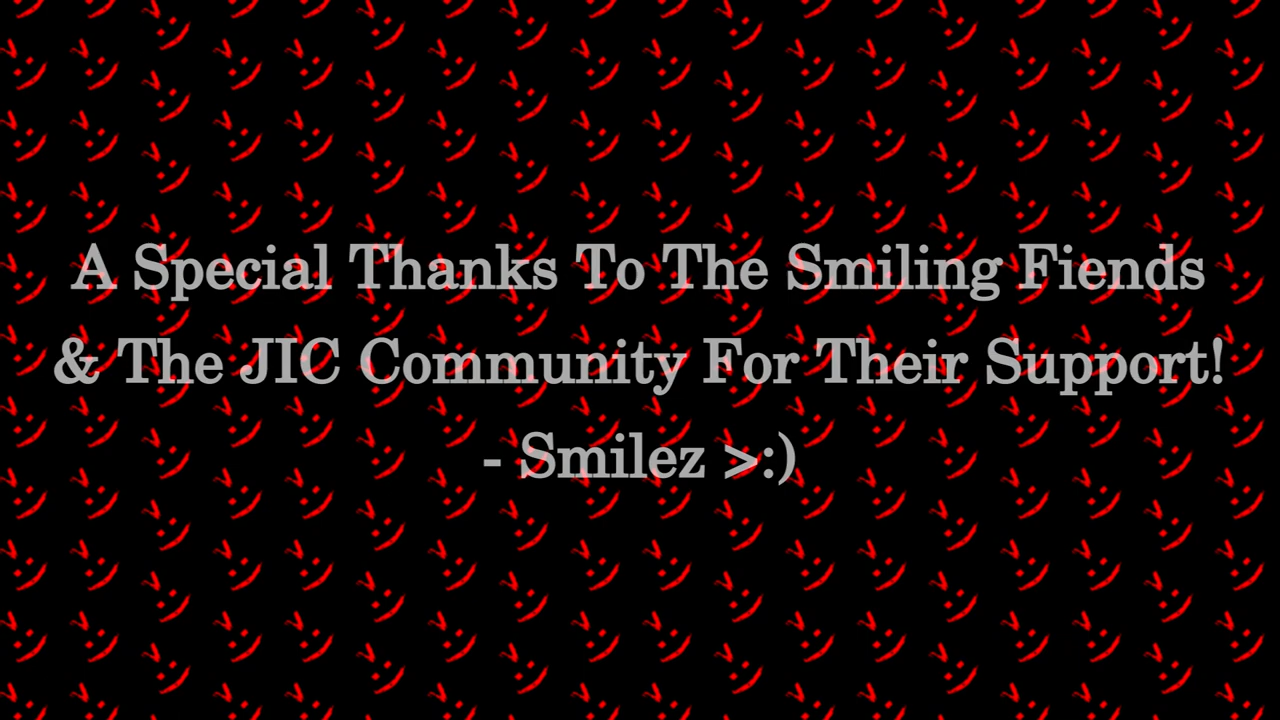 A Special Thanks To The Smiling Fiends
& The JIC Community For Their Support!
- Smilez >:)